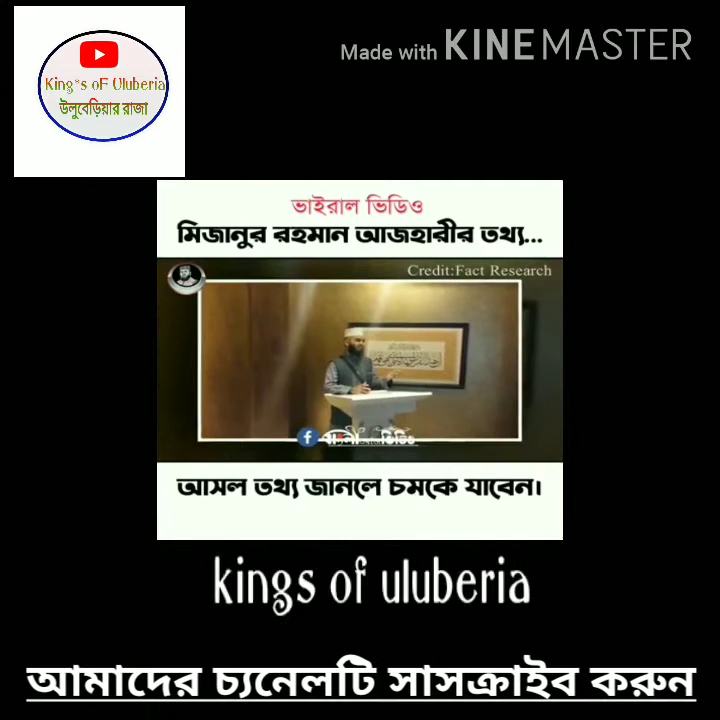 Made with KINEMASTER
King*s oF Uluberia
উলুবেড়িয়ার রাজা
ভাইরাল ভিডিও
মিজানুর রহমান আজহারীর তথ্য...
Credit:Fact Research
আসল তথ্য জানলে চমকে যাবেন।
kings of uluberia
আমাদের চ্যনেলটি সাসক্রাইব করুন